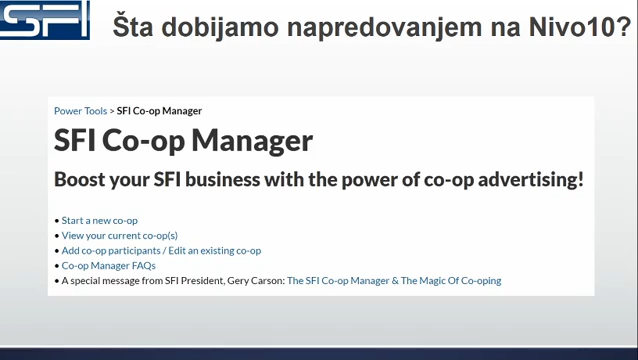 SFI
Šta dobijamo napredovanjem na Nivo10?
Power Tools > SFI Co-op Manager
SFI Co-op Manager
Boost your SFI business with the power of co-op advertising!
• Start a new co-op
• View your current co-op(s)
• Add co-op participants / Edit an existing co-op
• Co-op Manager FAQs
• A special message from SFI President, Gery Carson: The SFI Co-op Manager & The Magic Of Co-oping